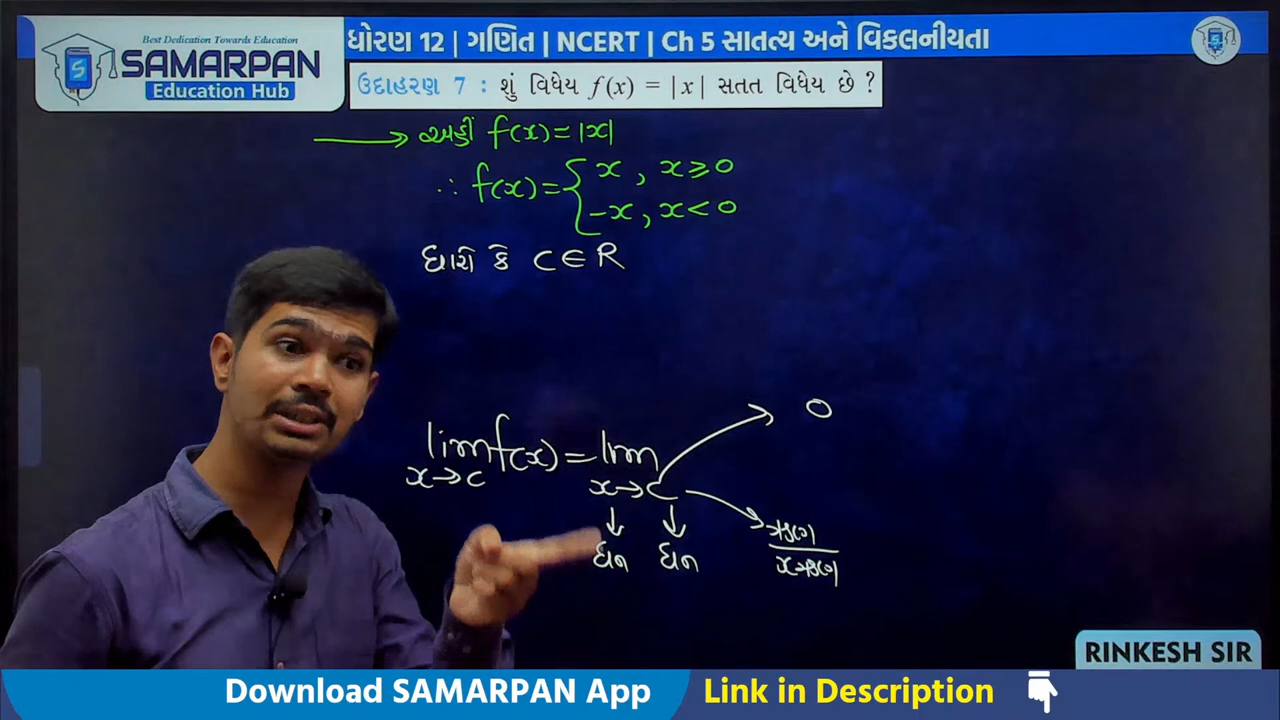 Best Dedication Towards Education
SAMARPAN
Education Hub
ધોરણ 12 | ગણિત | NCERT | Ch 5 સાતત્ય અને વિકલનીયતા
ઉદાહરણ 7 : શું વિધેય f(x) = |x| સતત વિધેય છે ?
→ અહીં f(x)=|x|
∴ f(x)={ x , x≥0
-x, x<0
ધારો કે C∈R
lim f(x) = lim
x→c x→c
0
ધન ધન
ઋણ
x ઋણ
RINKESH SIR
Download SAMARPAN App
Link in Description